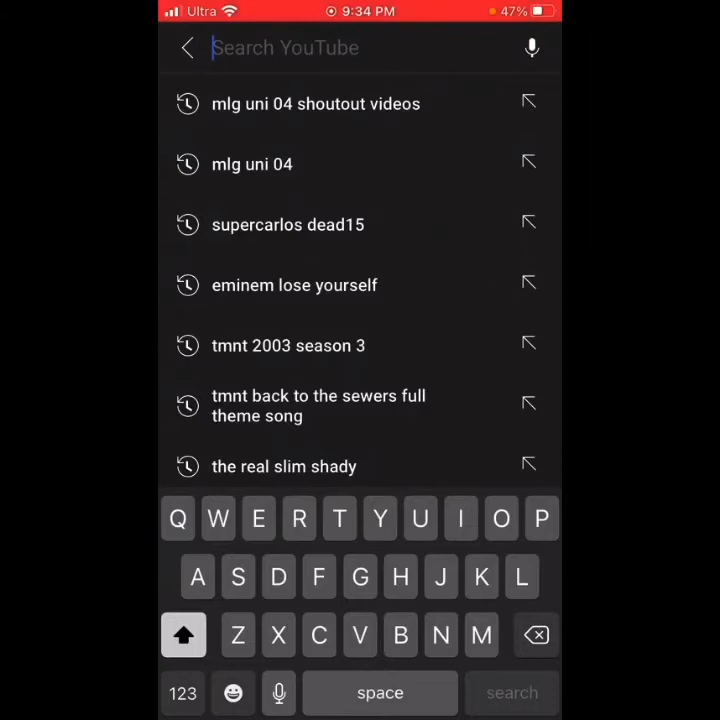 Ultra 9:34 PM 47%
Search YouTube
mlg uni 04 shoutout videos
mlg uni 04
supercarlos dead15
eminem lose yourself
tmnt 2003 season 3
tmnt back to the sewers full
theme song
the real slim shady
Q W E R T Y U I O P
A S D F G H J K L
Z X C V B N M
123 space search